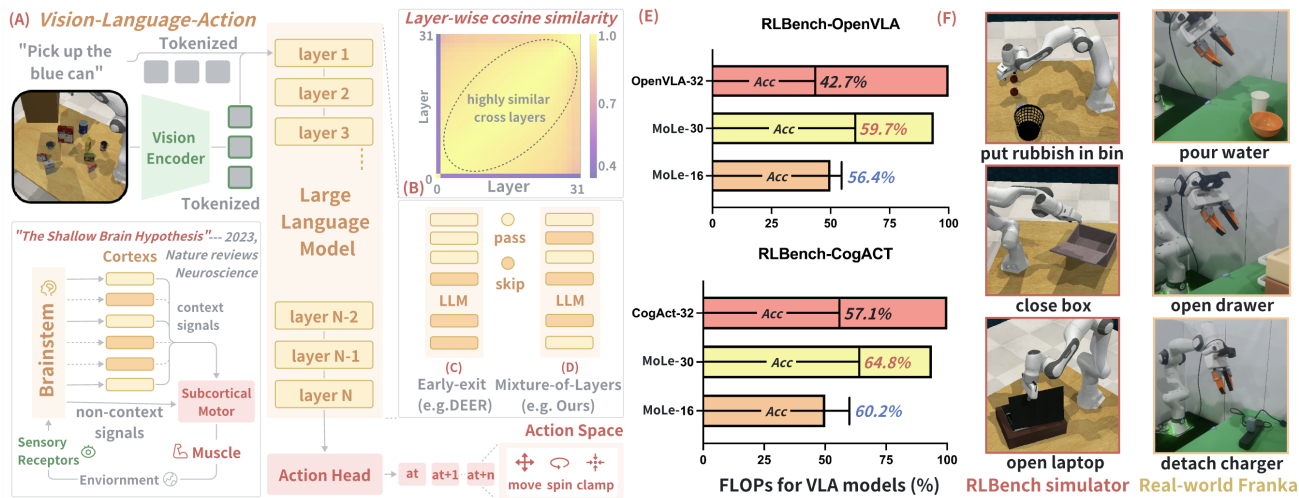 (A) Vision-Language-Action
"Pick up the
blue can"
Tokenized
Vision
Encoder
Tokenized
layer 1
layer 2
layer 3
Large
Language
Model
layer N-2
layer N-1
layer N
Action Head
at
at+1
at+n
Action Space
move spin clamp
"The Shallow Brain Hypothesis"--- 2023,
Nature reviews
Neuroscience
Cortexs
Brainstem
context
signals
Subcortical
Motor
non-context
signals
Sensory
Receptors
Muscle
Enviornment
Layer-wise cosine similarity
31
Layer
0
highly similar
cross layers
0
Layer
31
1.0
0.7
0.4
(B)
pass
skip
LLM
LLM
(C)
(D)
Early-exit
(e.g.DEER)
Mixture-of-Layers
(e.g. Ours)
(E)
RLBench-OpenVLA
OpenVLA-32
Acc
42.7%
MoLe-30
Acc
59.7%
MoLe-16
Acc
56.4%
0
25
50
75
100
RLBench-CogACT
CogAct-32
Acc
57.1%
MoLe-30
Acc
64.8%
MoLe-16
Acc
60.2%
0
25
50
75
100
FLOPs for VLA models (%)
(F)
put rubbish in bin
pour water
close box
open drawer
open laptop
detach charger
RLBench simulator
Real-world Franka